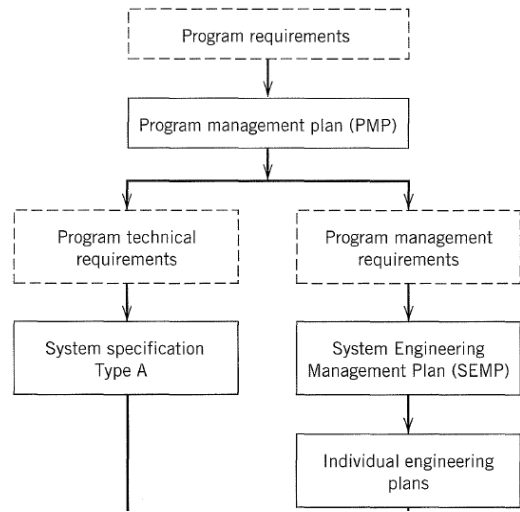 Program requirements
Program management plan (PMP)
Program technical
requirements
Program management
requirements
System specification
Type A
System Engineering
Management Plan (SEMP)
Individual engineering
plans